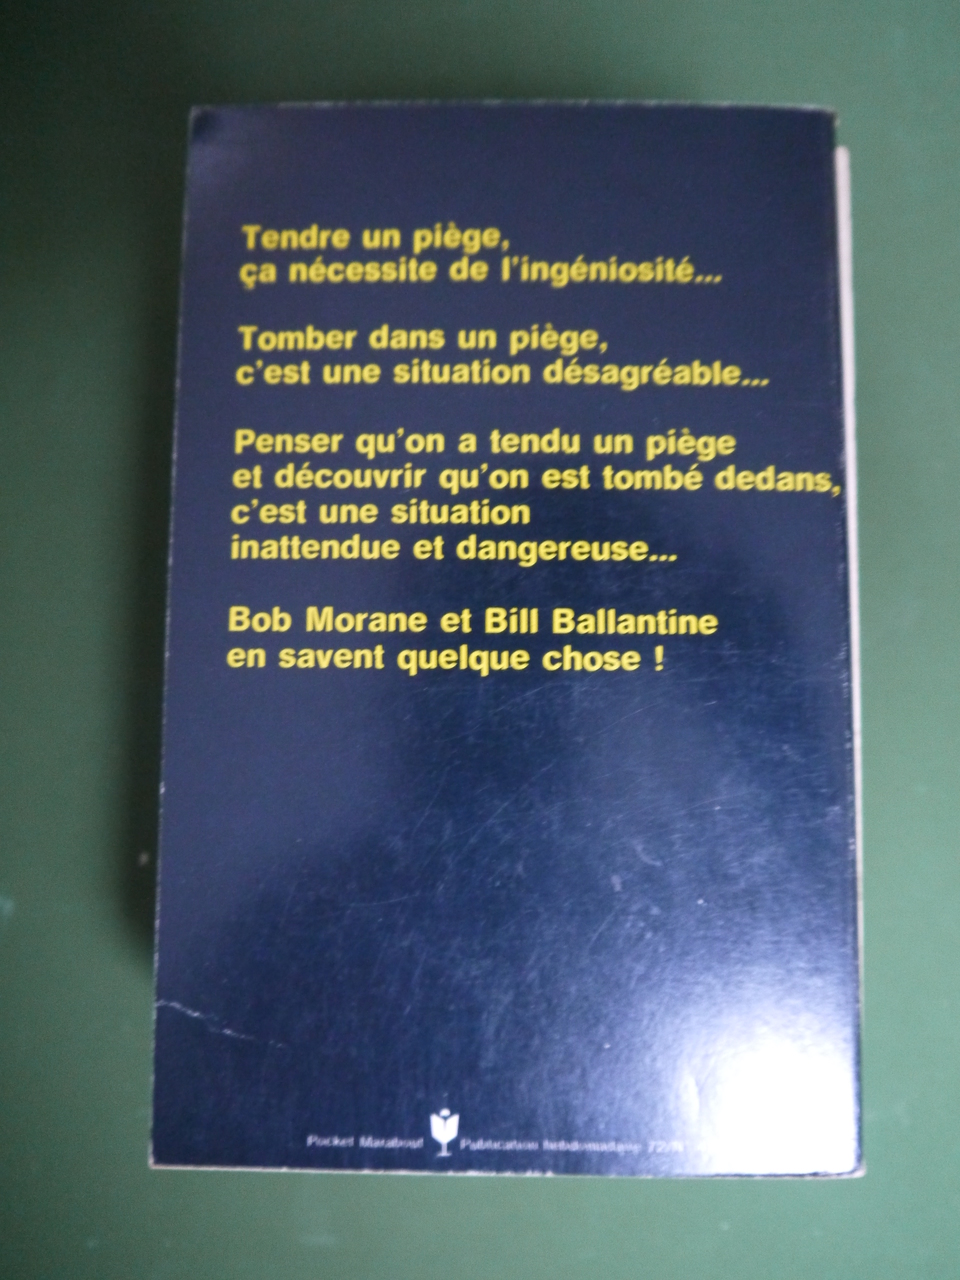 Tendre un piège,
ça nécessite de l'ingéniosité...
Tomber dans un piège,
c'est une situation désagréable...
Penser qu'on a tendu un piège
et découvrir qu'on est tombé dedans,
c'est une situation
inattendue et dangereuse...
Bob Morane et Bill Ballantine
en savent quelque chose !
Pocket Marabout Publication hebdomadaire